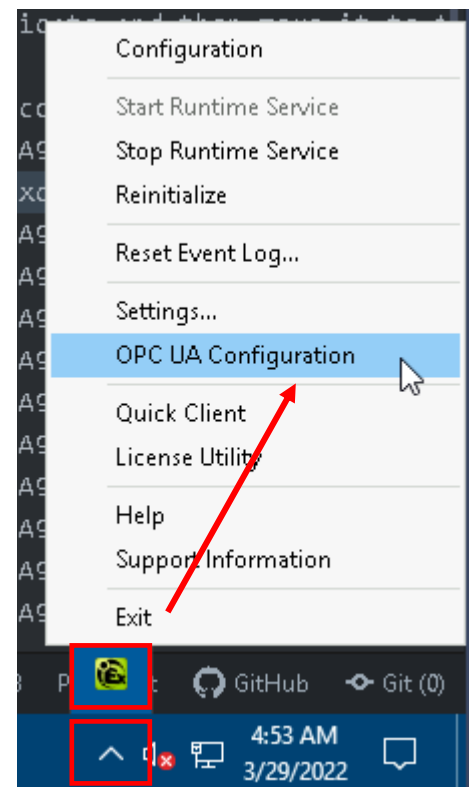 Configuration
Start Runtime Service
Stop Runtime Service
Reinitialize
Reset Event Log...
Settings...
OPC UA Configuration
Quick Client
License Utility
Help
Support Information
Exit
GitHub
Git (0)
4:53 AM
3/29/2022